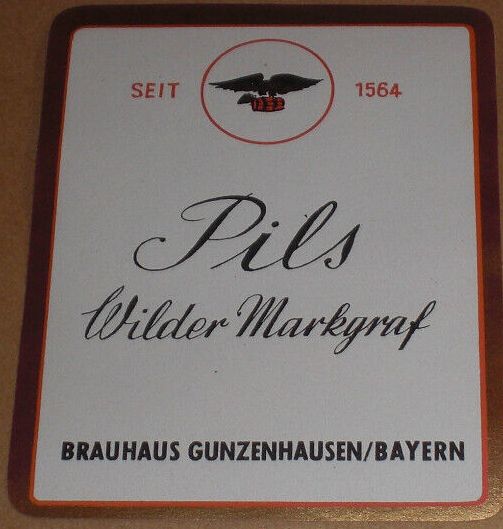 SEIT 1564
Pils
Wilder Markgraf
BRAUHAUS GUNZENHAUSEN/BAYERN